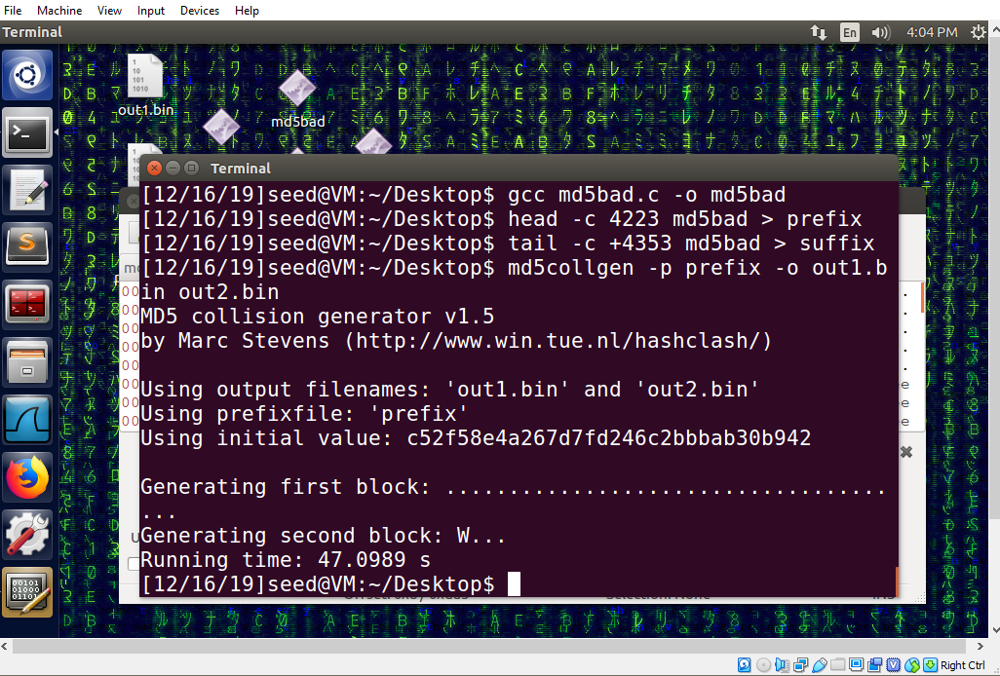 File Machine View Input Devices Help
Terminal
En
4:04 PM
out1.bin
md5bad
Terminal
[12/16/19]seed@VM:~/Desktop$ gcc md5bad.c -o md5bad
[12/16/19]seed@VM:~/Desktop$ head -c 4223 md5bad > prefix
[12/16/19]seed@VM:~/Desktop$ tail -c +4353 md5bad > suffix
[12/16/19]seed@VM:~/Desktop$ md5collgen -p prefix -o out1.b
in out2.bin
MD5 collision generator v1.5
by Marc Stevens (http://www.win.tue.nl/hashclash/)
Using output filenames: 'out1.bin' and 'out2.bin'
Using prefixfile: 'prefix'
Using initial value: c52f58e4a267d7fd246c2bbbab30b942
Generating first block: ...................................
...
Generating second block: W...
Running time: 47.0989 s
[12/16/19]seed@VM:~/Desktop$
Right Ctrl